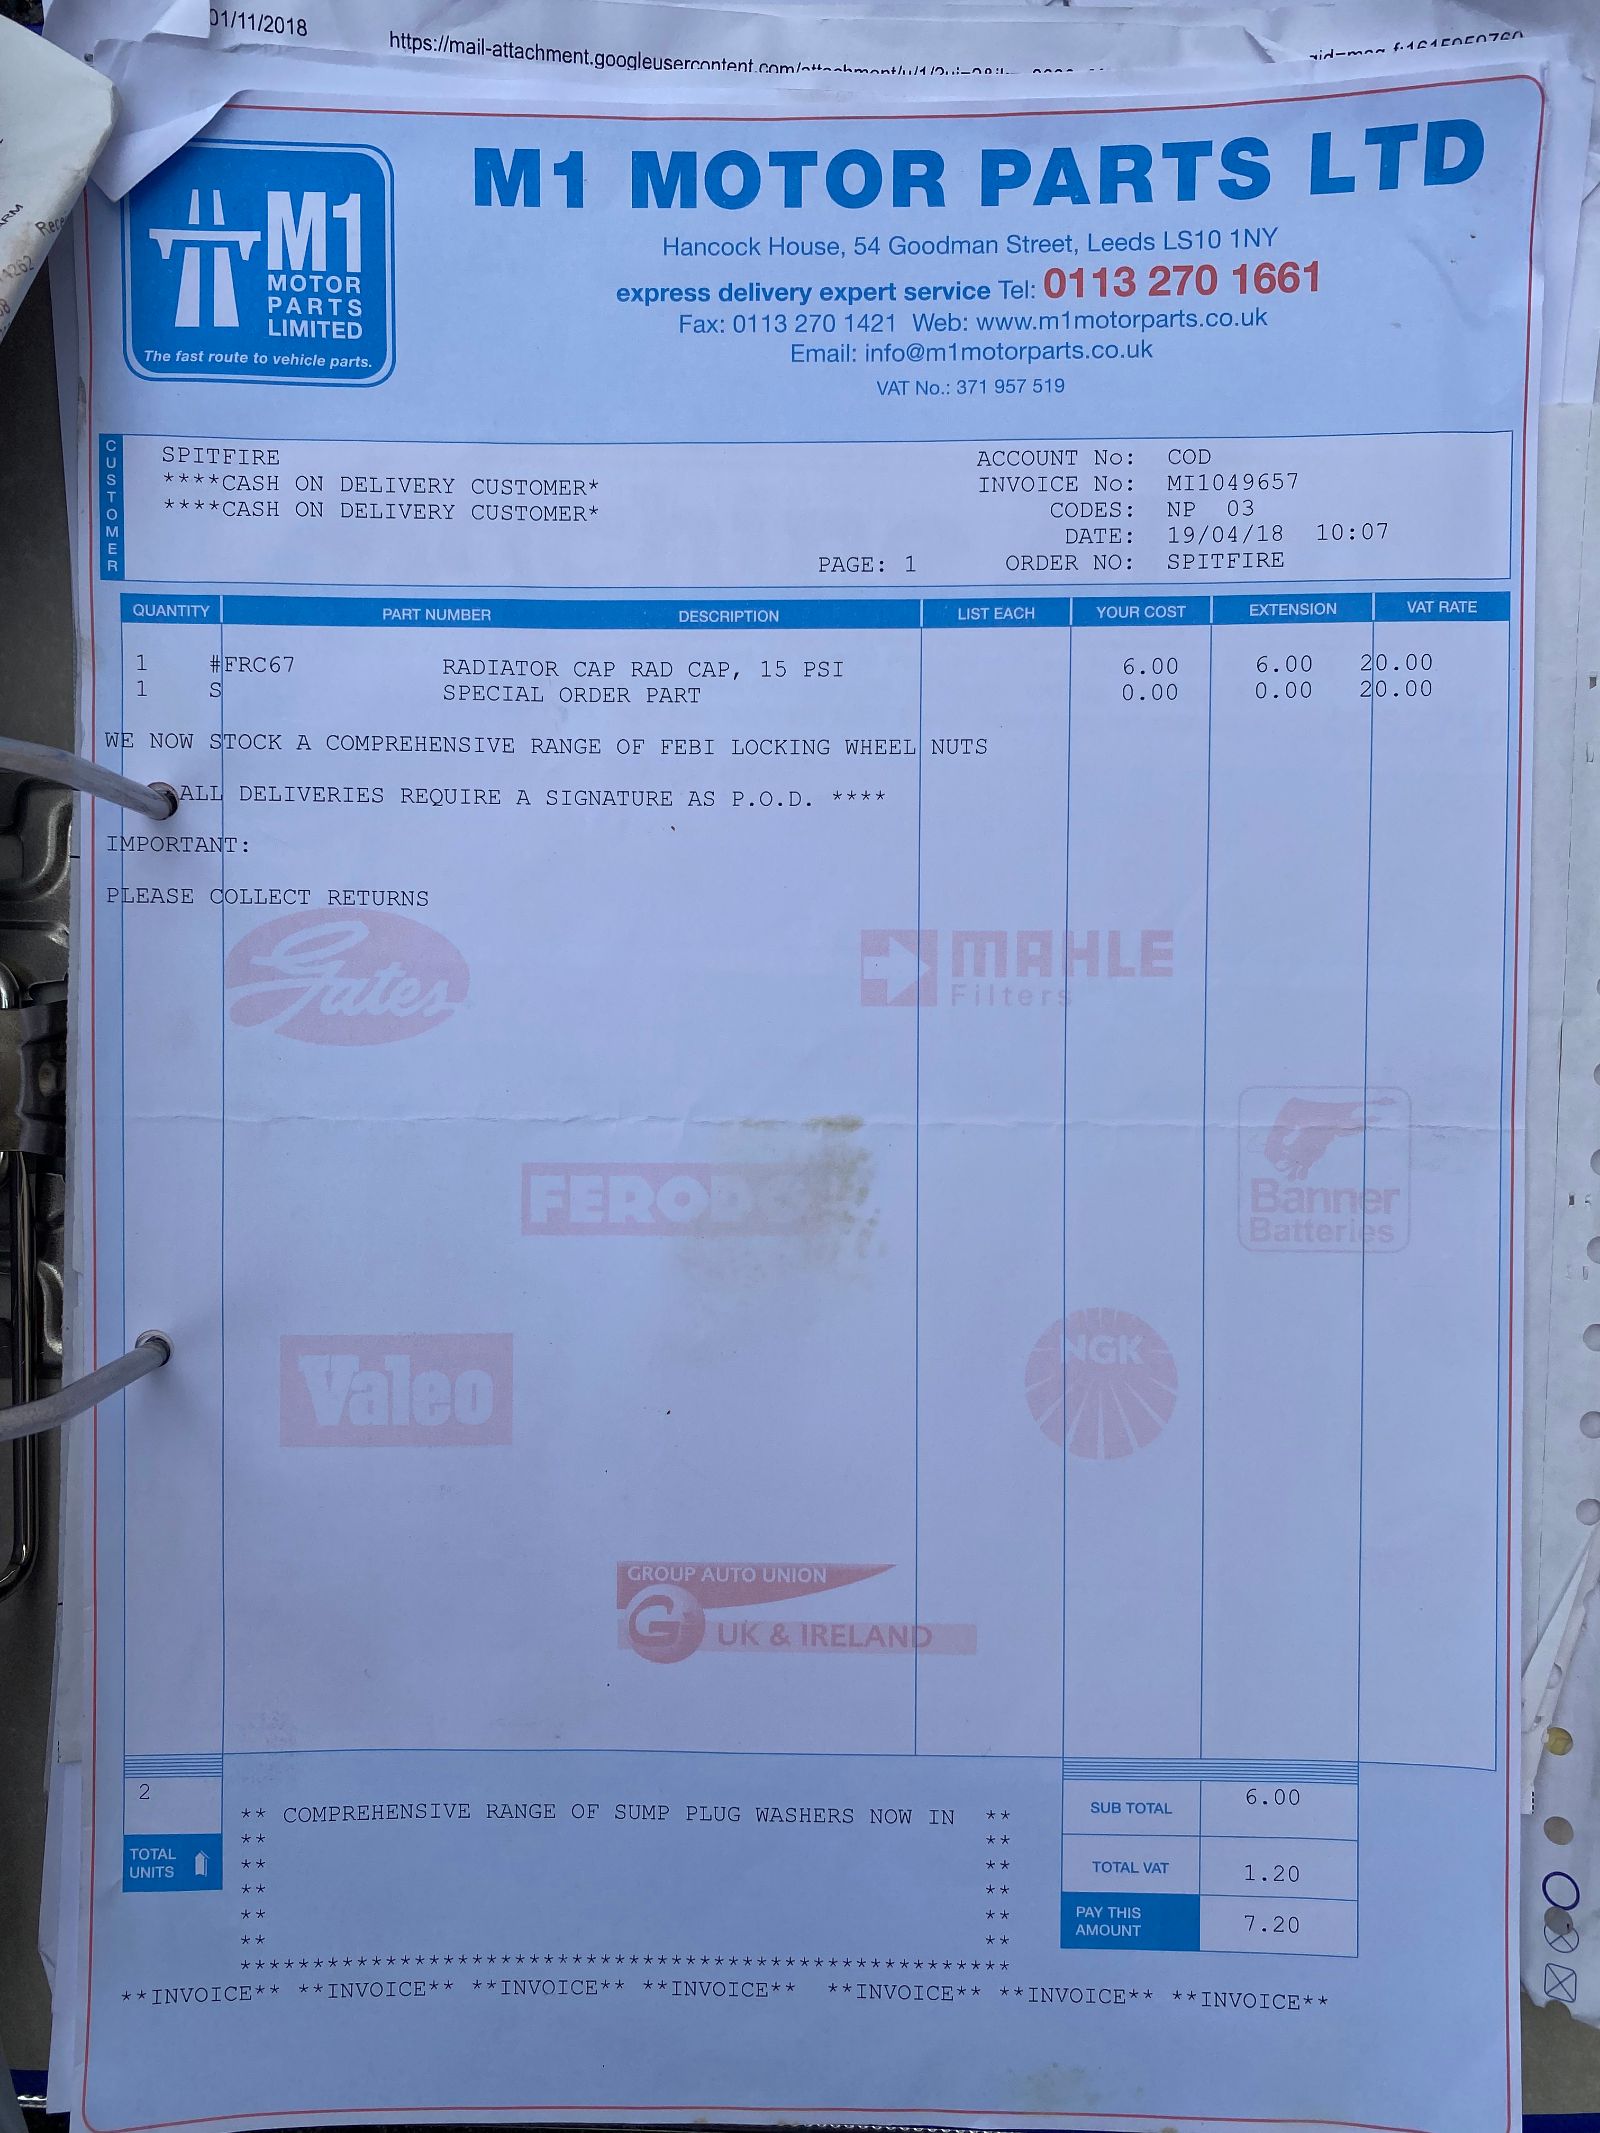 01/11/2018
https://mail-attachment.googleusercontent.com/attachment/u/1/?ui=2&ik=
M1 MOTOR PARTS LTD
Hancock House, 54 Goodman Street, Leeds LS10 1NY
express delivery expert service Tel: 0113 270 1661
Fax: 0113 270 1421 Web: www.m1motorparts.co.uk
Email: info@m1motorparts.co.uk
VAT No.: 371 957 519
M1
MOTOR
PARTS
LIMITED
The fast route to vehicle parts.
CUSTOMER
SPITFIRE
****CASH ON DELIVERY CUSTOMER*
****CASH ON DELIVERY CUSTOMER*
PAGE: 1
ACCOUNT No: COD
INVOICE No: MI1049657
CODES: NP 03
DATE: 19/04/18 10:07
ORDER NO: SPITFIRE
QUANTITY PART NUMBER DESCRIPTION LIST EACH YOUR COST EXTENSION VAT RATE
1 #FRC67 RADIATOR CAP RAD CAP, 15 PSI 6.00 6.00 20.00
1 S SPECIAL ORDER PART 0.00 0.00 20.00
WE NOW STOCK A COMPREHENSIVE RANGE OF FEBI LOCKING WHEEL NUTS
ALL DELIVERIES REQUIRE A SIGNATURE AS P.O.D. ****
IMPORTANT:
PLEASE COLLECT RETURNS
Gates
MAHLE
Filters
FERODO
Banner
Batteries
Valeo
NGK
GROUP AUTO UNION
G UK & IRELAND
2
TOTAL
UNITS
** COMPREHENSIVE RANGE OF SUMP PLUG WASHERS NOW IN **
** **
** **
** **
** **
** **
******************************************************
SUB TOTAL 6.00
TOTAL VAT 1.20
PAY THIS
AMOUNT 7.20
**INVOICE** **INVOICE** **INVOICE** **INVOICE** **INVOICE** **INVOICE** **INVOICE**